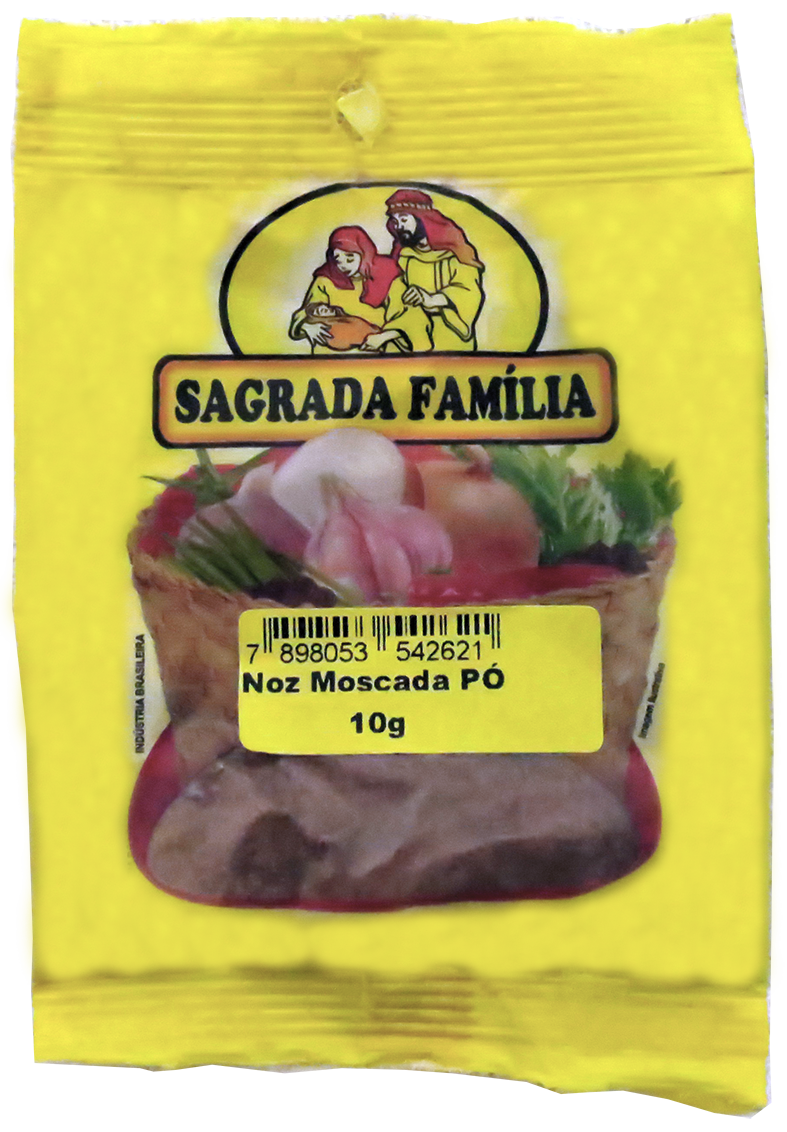 SAGRADA FAMÍLIA
7 898053 542621
Noz Moscada PÓ
10g
INDÚSTRIA BRASILEIRA